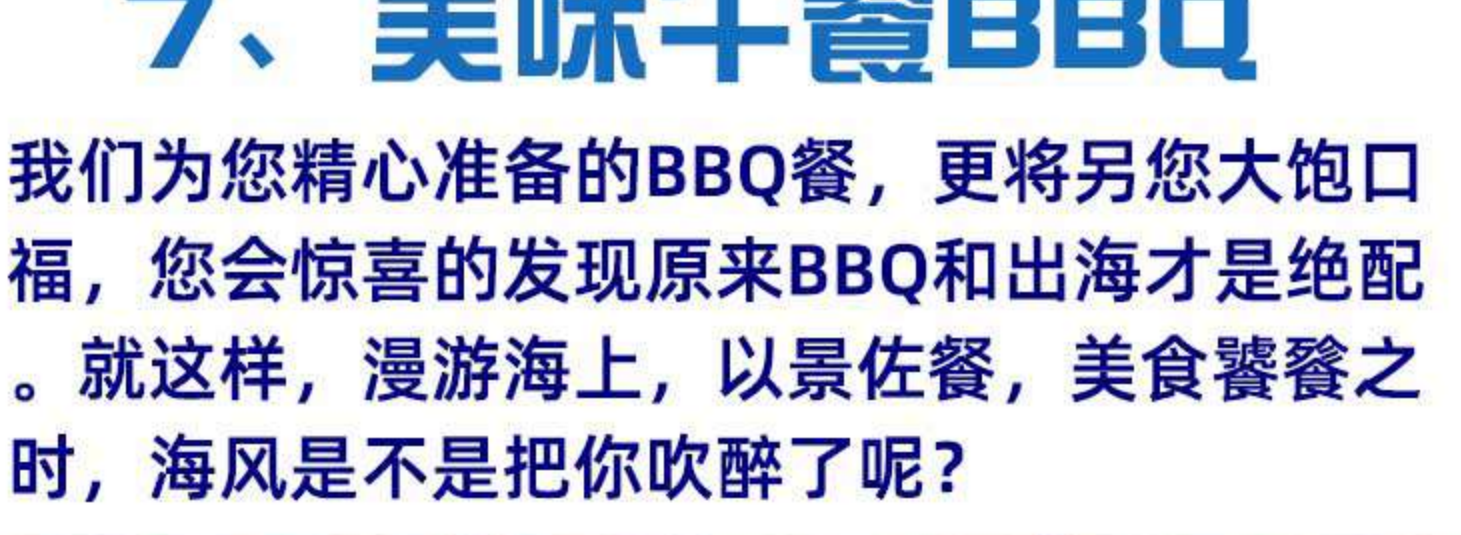 7、美味午餐BBQ
我们为您精心准备的BBQ餐，更将另您大饱口
福，您会惊喜的发现原来BBQ和出海才是绝配
。就这样，漫游海上，以景佐餐，美食饕餮之
时，海风是不是把你吹醉了呢？